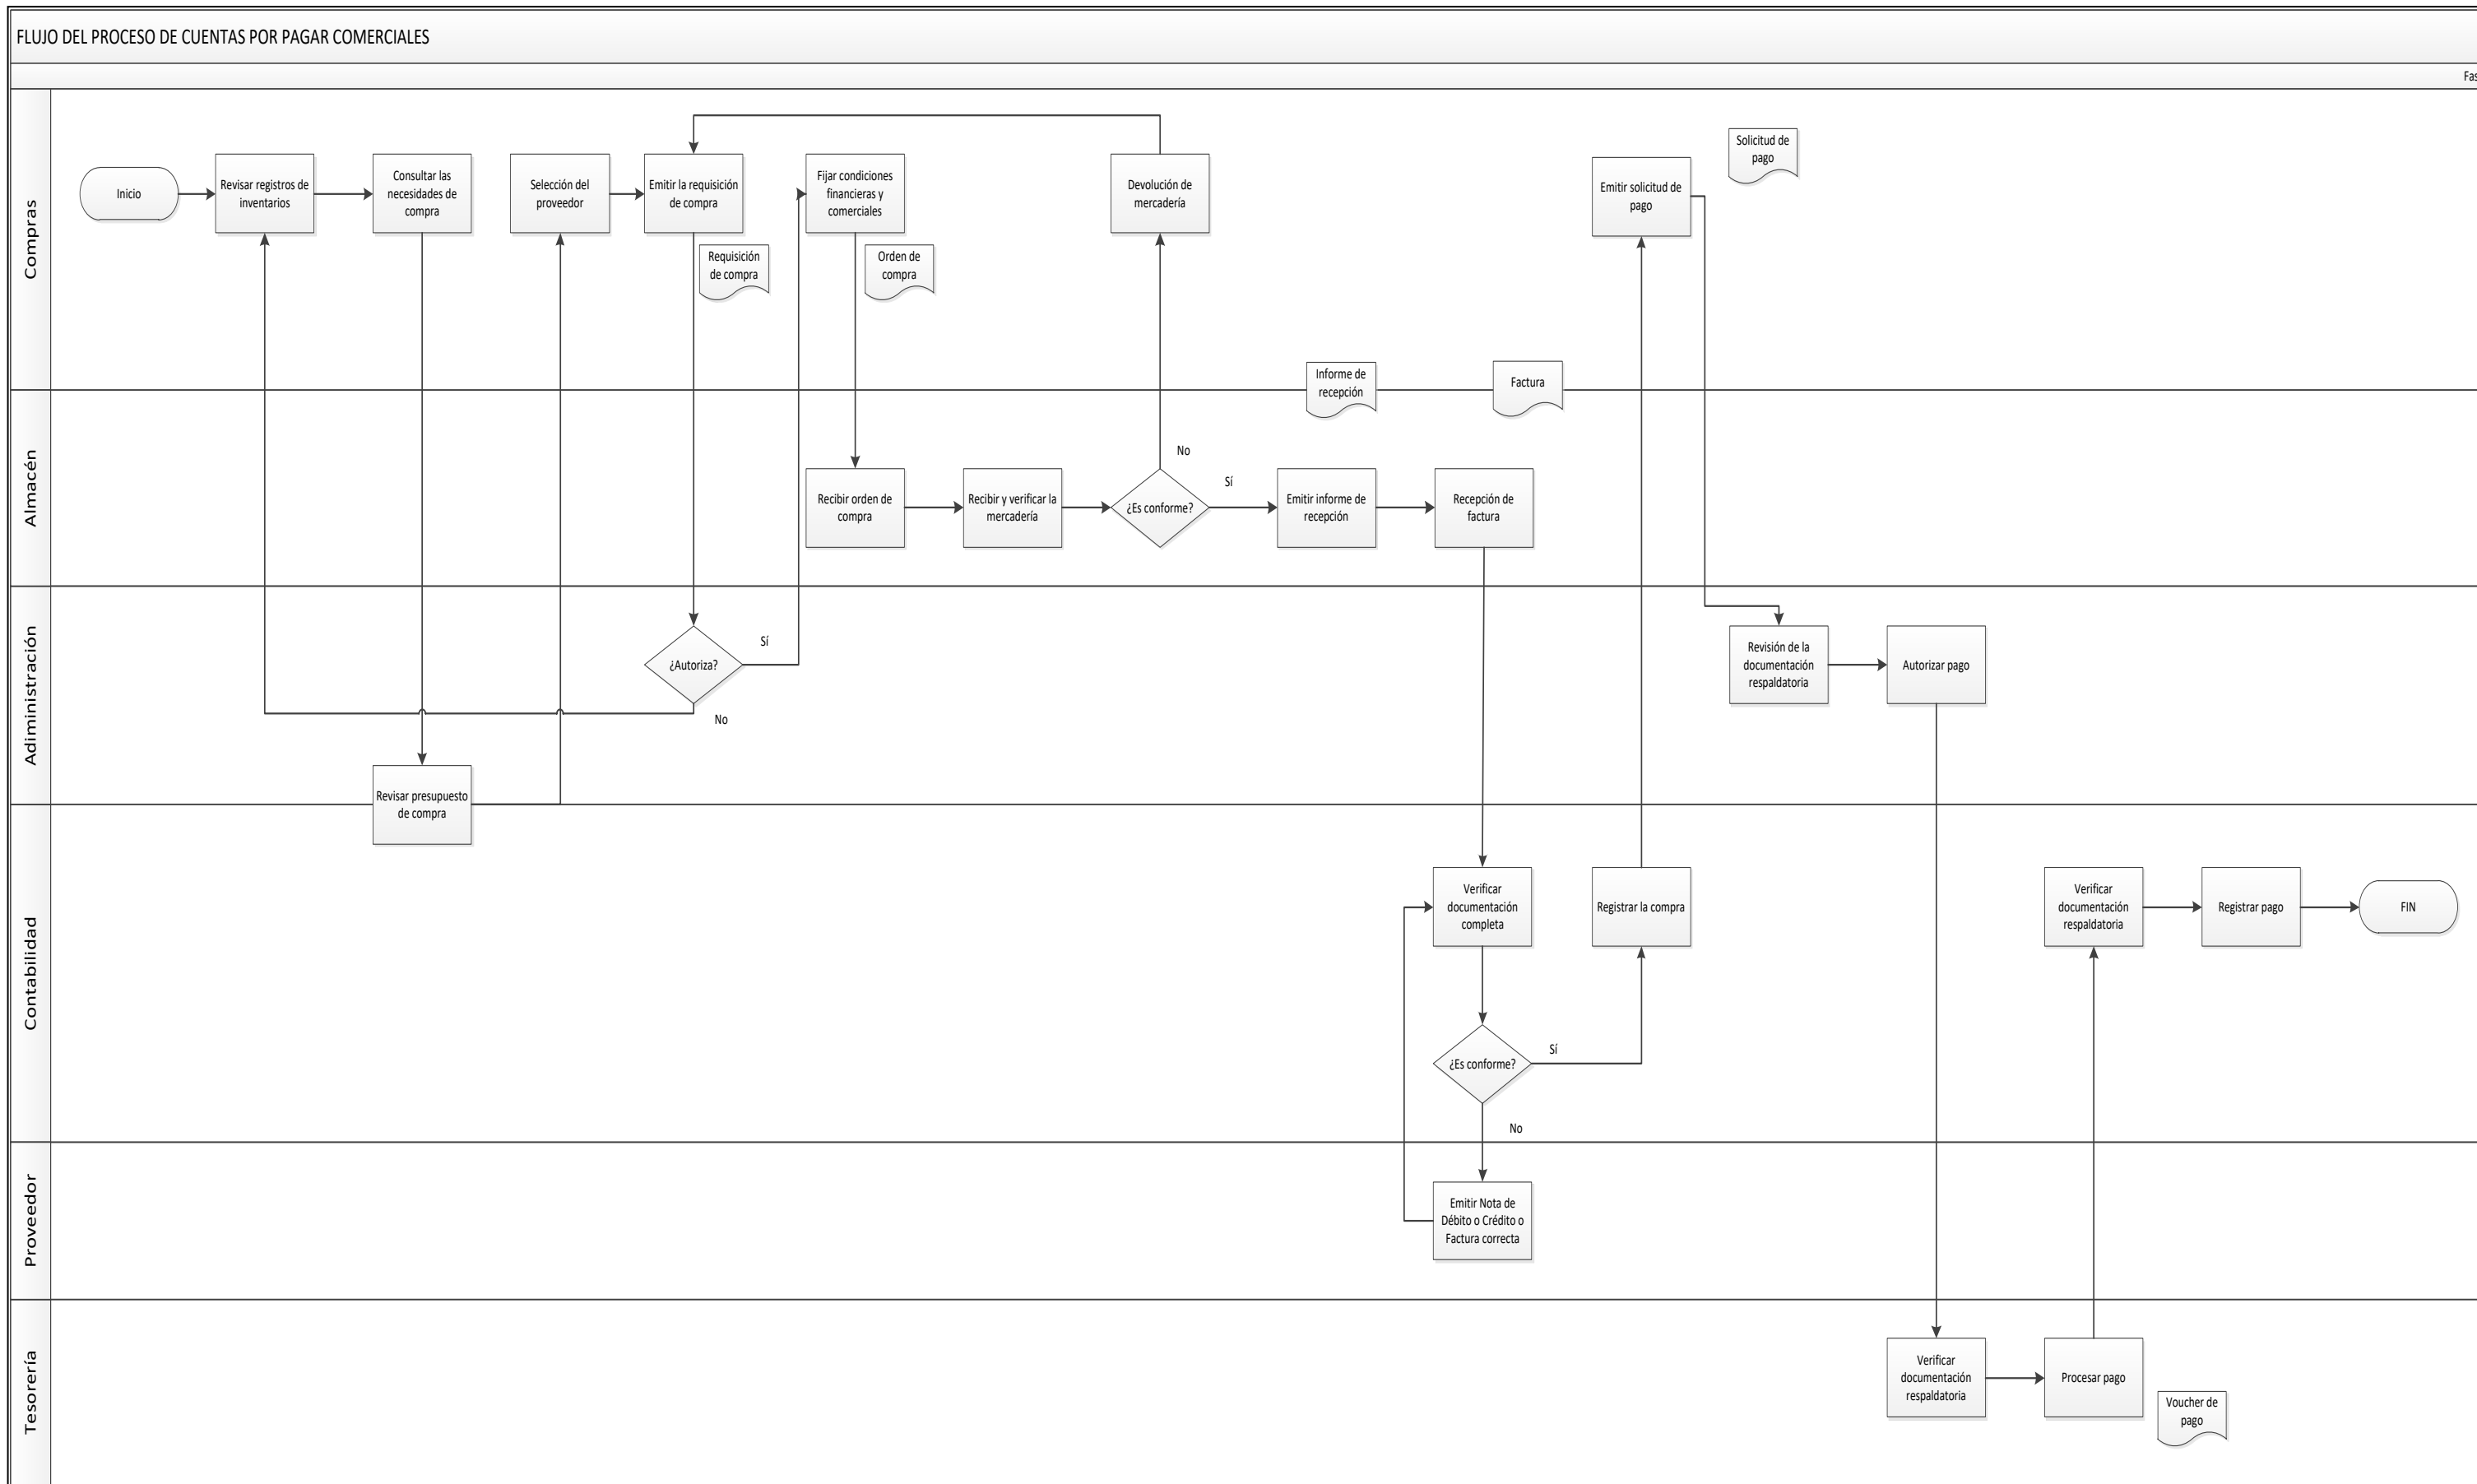 FLUJO DEL PROCESO DE CUENTAS POR PAGAR COMERCIALES
Fas
Compras
Inicio
Revisar registros de
inventarios
Consultar las
necesidades de
compra
Selección del
proveedor
Emitir la requisición
de compra
Requisición
de compra
Fijar condiciones
financieras y
comerciales
Orden de
compra
Devolución de
mercadería
Emitir solicitud de
pago
Solicitud de
pago
Informe de
recepción
Factura
Almacén
Recibir orden de
compra
Recibir y verificar la
mercadería
¿Es conforme?
No
Sí
Emitir informe de
recepción
Recepción de
factura
Adiministración
¿Autoriza?
Sí
No
Revisión de la
documentación
respaldatoria
Autorizar pago
Revisar presupuesto
de compra
Contabilidad
Verificar
documentación
completa
Registrar la compra
¿Es conforme?
Sí
No
Verificar
documentación
respaldatoria
Registrar pago
FIN
Proveedor
Emitir Nota de
Débito o Crédito o
Factura correcta
Tesorería
Verificar
documentación
respaldatoria
Procesar pago
Voucher de
pago